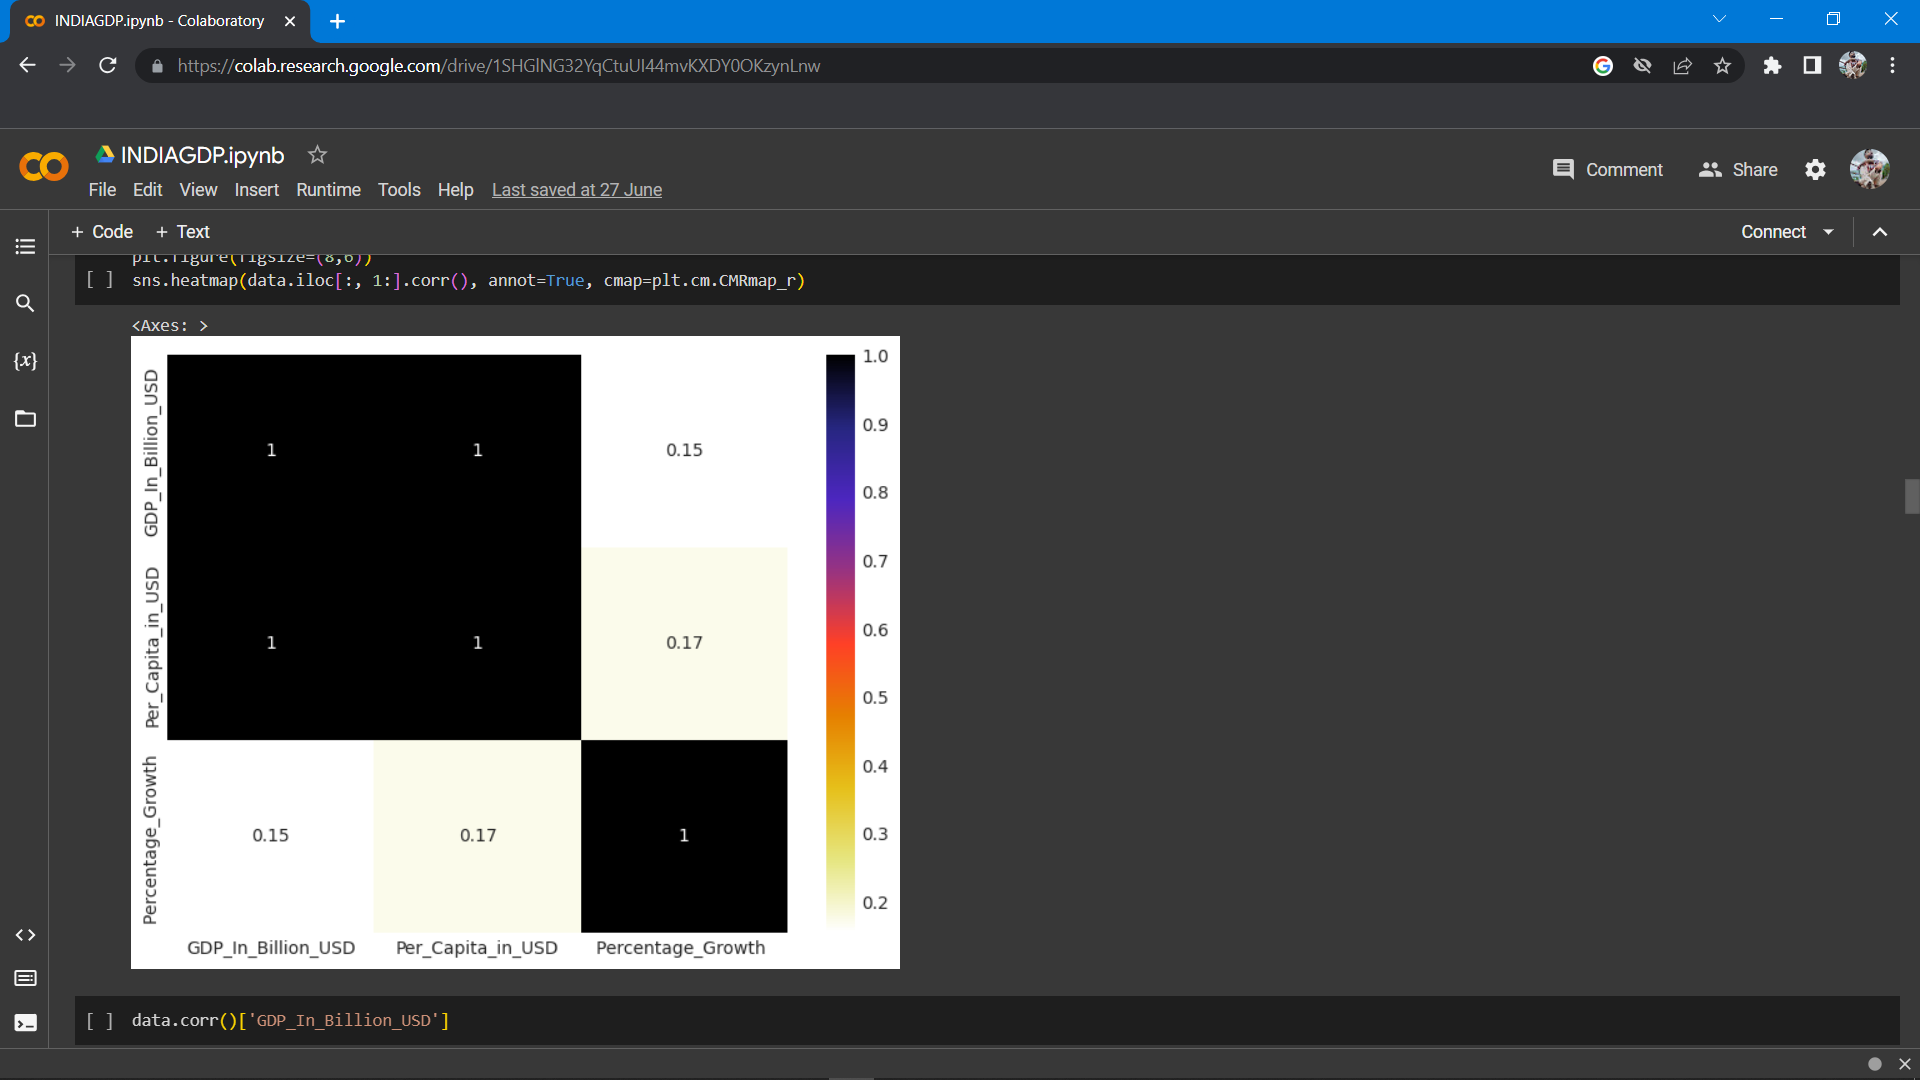 INDIAGDP.ipynb - Colaboratory
https://colab.research.google.com/drive/1SHGlNG32YqCtuUI44mvKXDY0OKzynLnw
INDIAGDP.ipynb
Comment
Share
File Edit View Insert Runtime Tools Help Last saved at 27 June
+ Code + Text
Connect
plt.figure(figsize=(8,6))
[ ] sns.heatmap(data.iloc[:, 1:].corr(), annot=True, cmap=plt.cm.CMRmap_r)
<Axes: >
GDP_In_Billion_USD
1 1 0.15
Per_Capita_in_USD
1 1 0.17
Percentage_Growth
0.15 0.17 1
GDP_In_Billion_USD Per_Capita_in_USD Percentage_Growth
1.0
0.9
0.8
0.7
0.6
0.5
0.4
0.3
0.2
[ ] data.corr()['GDP_In_Billion_USD']